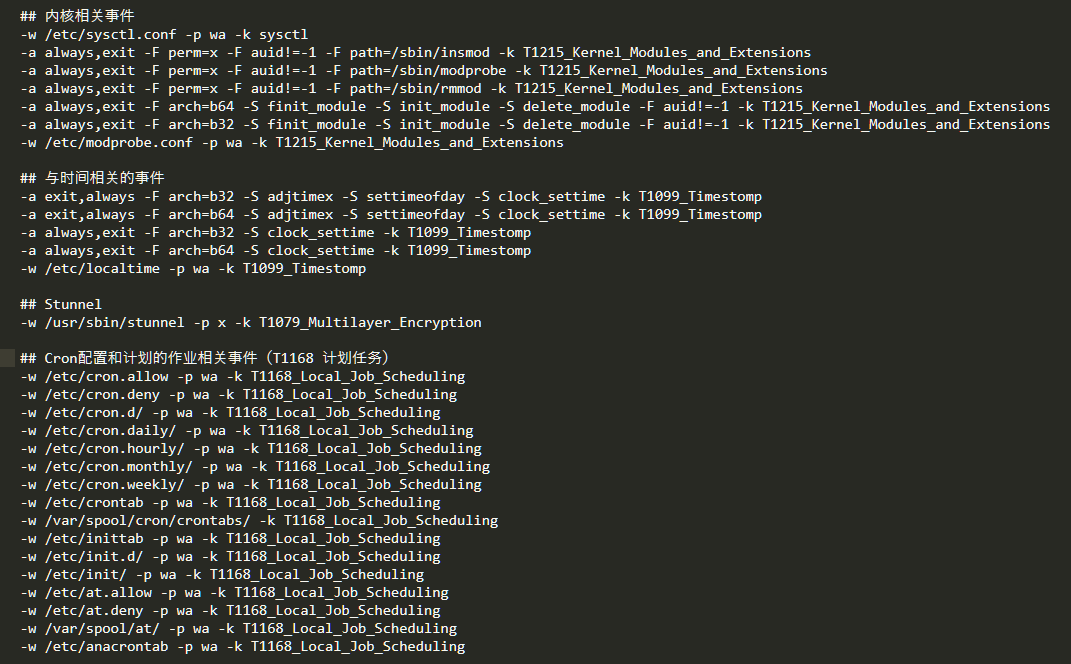 ## 内核相关事件
-w /etc/sysctl.conf -p wa -k sysctl
-a always,exit -F perm=x -F auid!=-1 -F path=/sbin/insmod -k T1215_Kernel_Modules_and_Extensions
-a always,exit -F perm=x -F auid!=-1 -F path=/sbin/modprobe -k T1215_Kernel_Modules_and_Extensions
-a always,exit -F perm=x -F auid!=-1 -F path=/sbin/rmmod -k T1215_Kernel_Modules_and_Extensions
-a always,exit -F arch=b64 -S finit_module -S init_module -S delete_module -F auid!=-1 -k T1215_Kernel_Modules_and_Extensions
-a always,exit -F arch=b32 -S finit_module -S init_module -S delete_module -F auid!=-1 -k T1215_Kernel_Modules_and_Extensions
-w /etc/modprobe.conf -p wa -k T1215_Kernel_Modules_and_Extensions
## 与时间相关的事件
-a exit,always -F arch=b32 -S adjtimex -S settimeofday -S clock_settime -k T1099_Timestomp
-a exit,always -F arch=b64 -S adjtimex -S settimeofday -S clock_settime -k T1099_Timestomp
-a always,exit -F arch=b32 -S clock_settime -k T1099_Timestomp
-a always,exit -F arch=b64 -S clock_settime -k T1099_Timestomp
-w /etc/localtime -p wa -k T1099_Timestomp
## Stunnel
-w /usr/sbin/stunnel -p x -k T1079_Multilayer_Encryption
## Cron配置和计划的作业相关事件（T1168 计划任务）
-w /etc/cron.allow -p wa -k T1168_Local_Job_Scheduling
-w /etc/cron.deny -p wa -k T1168_Local_Job_Scheduling
-w /etc/cron.d/ -p wa -k T1168_Local_Job_Scheduling
-w /etc/cron.daily/ -p wa -k T1168_Local_Job_Scheduling
-w /etc/cron.hourly/ -p wa -k T1168_Local_Job_Scheduling
-w /etc/cron.monthly/ -p wa -k T1168_Local_Job_Scheduling
-w /etc/cron.weekly/ -p wa -k T1168_Local_Job_Scheduling
-w /etc/crontab -p wa -k T1168_Local_Job_Scheduling
-w /var/spool/cron/crontabs/ -k T1168_Local_Job_Scheduling
-w /etc/inittab -p wa -k T1168_Local_Job_Scheduling
-w /etc/init.d/ -p wa -k T1168_Local_Job_Scheduling
-w /etc/init/ -p wa -k T1168_Local_Job_Scheduling
-w /etc/at.allow -p wa -k T1168_Local_Job_Scheduling
-w /etc/at.deny -p wa -k T1168_Local_Job_Scheduling
-w /var/spool/at/ -p wa -k T1168_Local_Job_Scheduling
-w /etc/anacrontab -p wa -k T1168_Local_Job_Scheduling